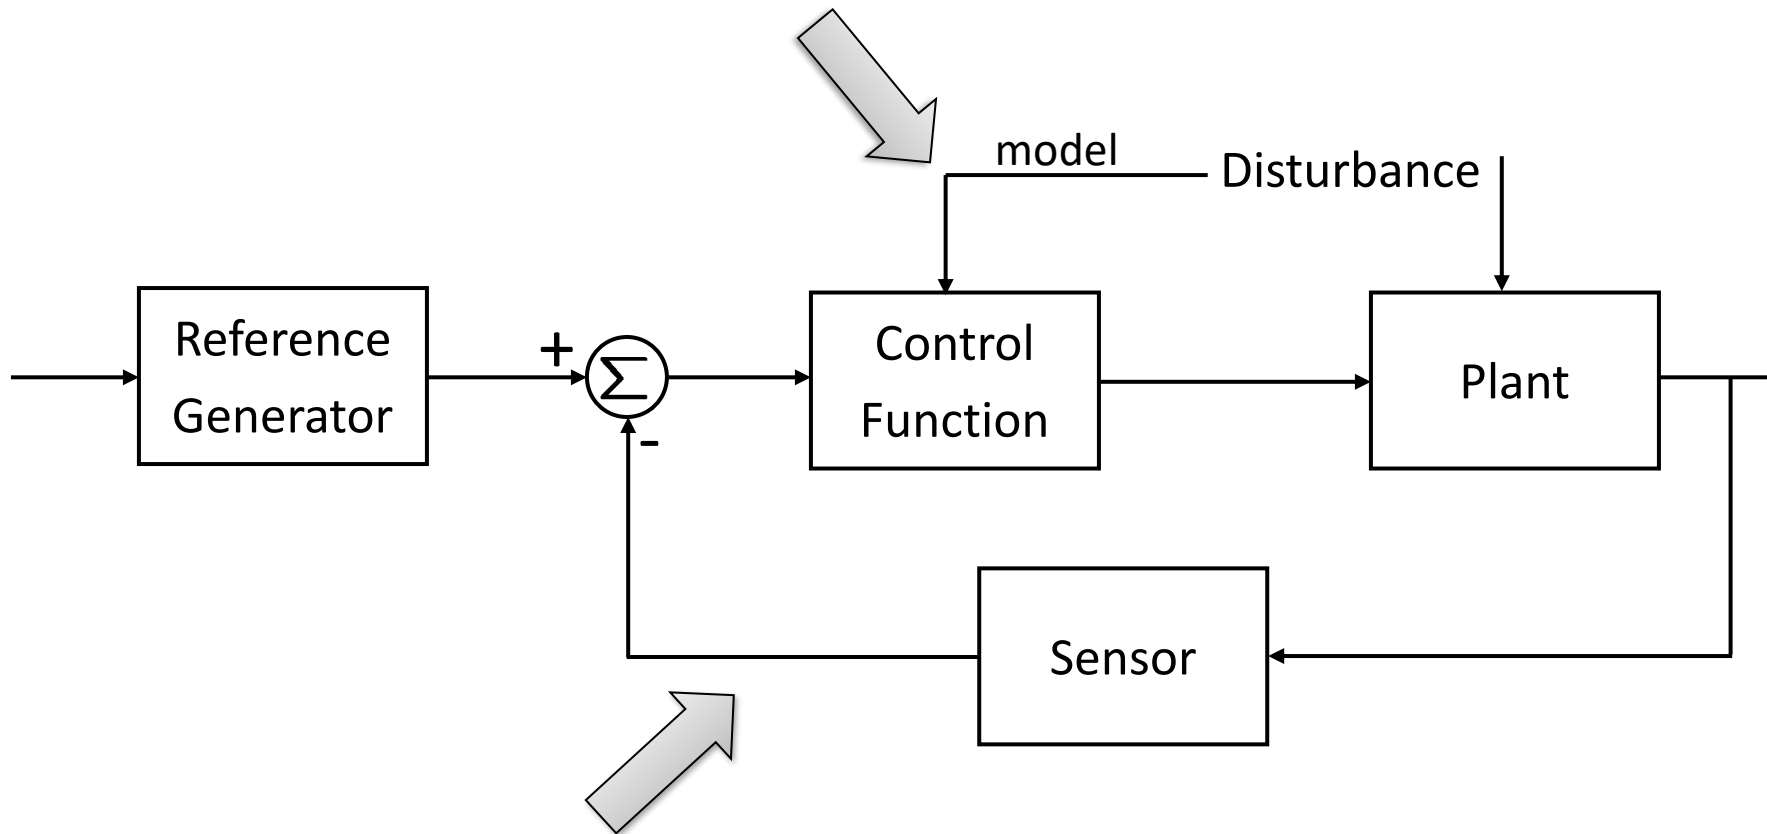 model
Disturbance
Reference
Generator
+
Σ
-
Control
Function
Plant
Sensor